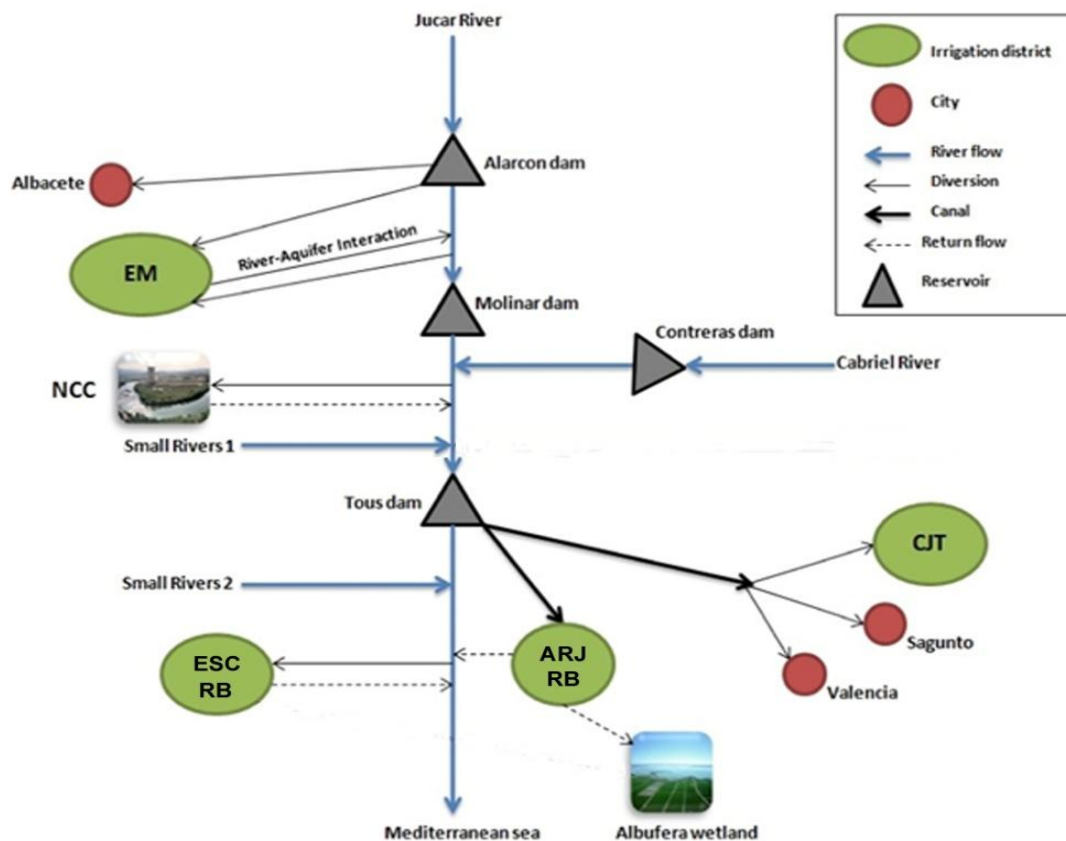 Jucar River
Irrigation district
City
River flow
Diversion
Canal
Return flow
Reservoir
Alarcon dam
Albacete
River-Aquifer Interaction
EM
Molinar dam
Contreras dam
Cabriel River
NCC
Small Rivers 1
Tous dam
CJT
Small Rivers 2
Sagunto
ARJ
RB
ESC
RB
Valencia
Mediterranean sea
Albufera wetland